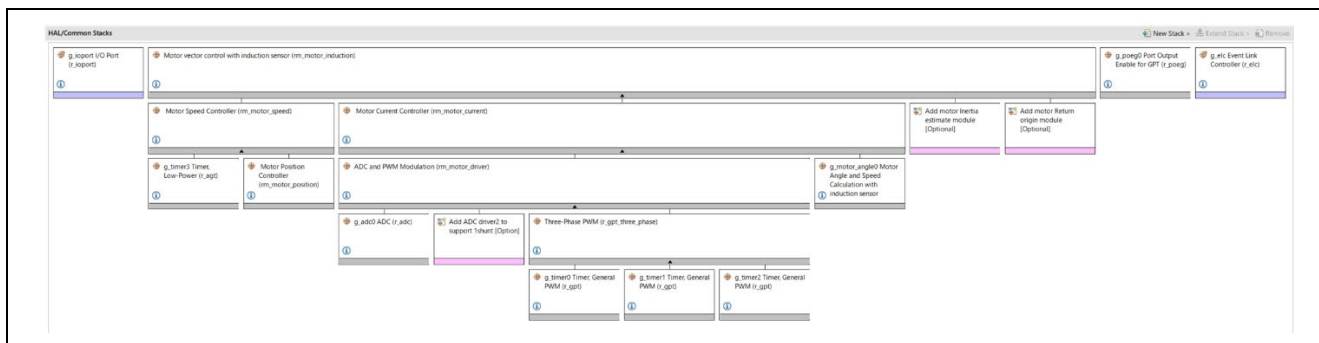 HAL/Common Stacks
New Stack > Extend Stack > Remove
g_ioport I/O Port
(r_ioport)
Motor vector control with induction sensor (rm_motor_induction)
g_poeg0 Port Output
Enable for GPT (r_poeg)
g_elc Event Link
Controller (r_elc)
Motor Speed Controller (rm_motor_speed)
Motor Current Controller (rm_motor_current)
Add motor Inertia
estimate module
[Optional]
Add motor Return
origin module
[Optional]
g_timer3 Timer,
Low-Power (r_agt)
Motor Position
Controller
(rm_motor_position)
ADC and PWM Modulation (rm_motor_driver)
g_motor_angle0 Motor
Angle and Speed
Calculation with
induction sensor
g_adc0 ADC (r_adc)
Add ADC driver2 to
support 1shunt [Option]
Three-Phase PWM (r_gpt_three_phase)
g_timer0 Timer, General
PWM (r_gpt)
g_timer1 Timer, General
PWM (r_gpt)
g_timer2 Timer, General
PWM (r_gpt)